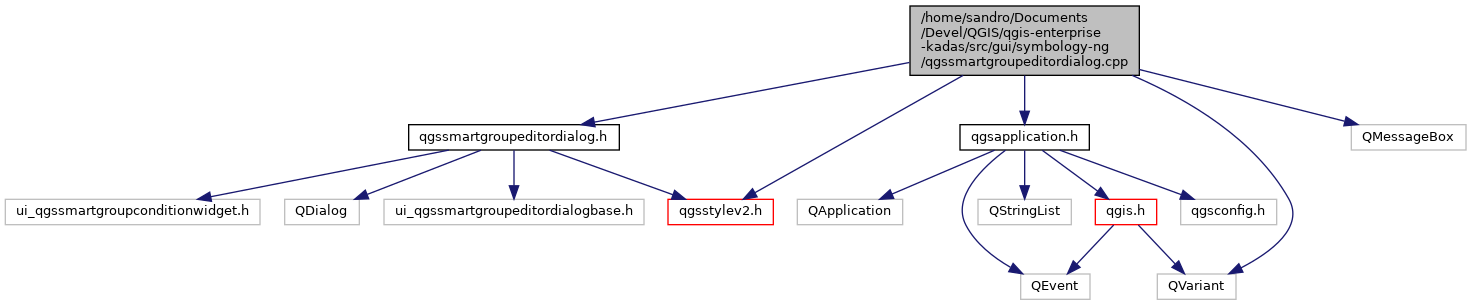 /home/sandro/Documents
/Devel/QGIS/qgis-enterprise
-kadas/src/gui/symbology-ng
/qgssmartgroupeditordialog.cpp
qgssmartgroupeditordialog.h
qgsapplication.h
QMessageBox
ui_qgssmartgroupconditionwidget.h
QDialog
ui_qgssmartgroupeditordialogbase.h
qgsstylev2.h
QApplication
QStringList
qgis.h
qgsconfig.h
QEvent
QVariant